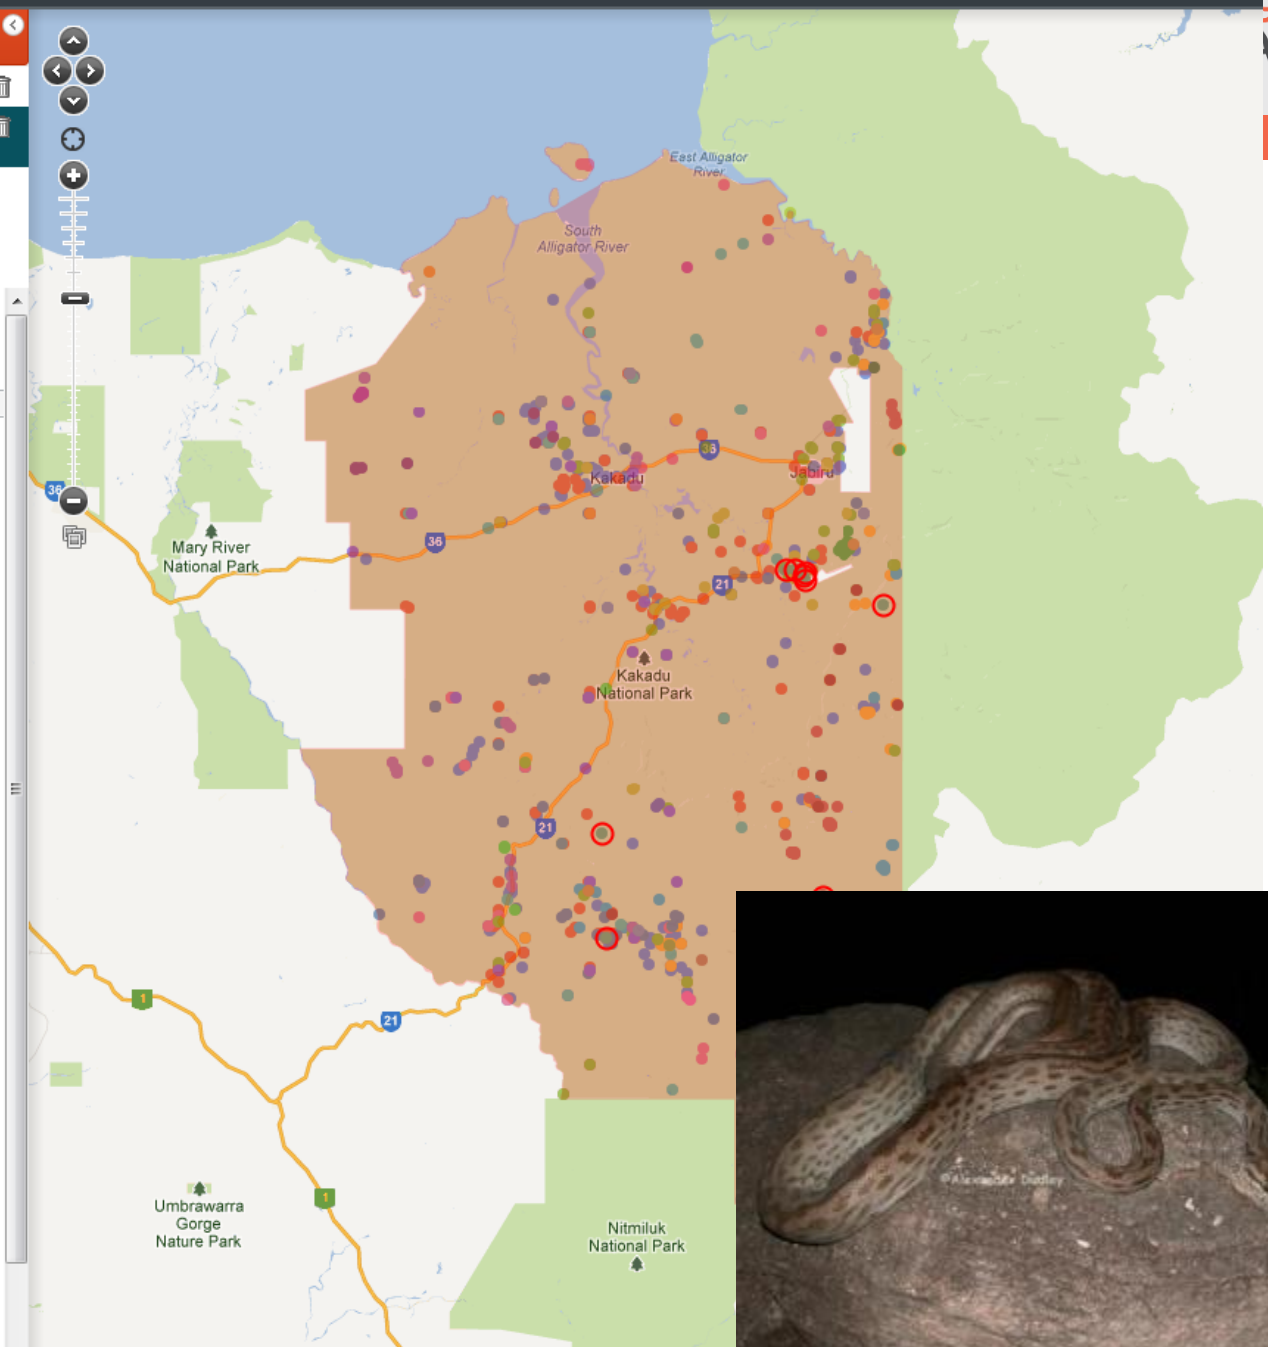 East Alligator
River
South
Alligator River
36
Kakadu
Jabiru
36
36
Mary River
National Park
21
Kakadu
National Park
21
1
21
1
Umbrawarra
Gorge
Nature Park
Nitmiluk
National Park
©Alexander Dudley